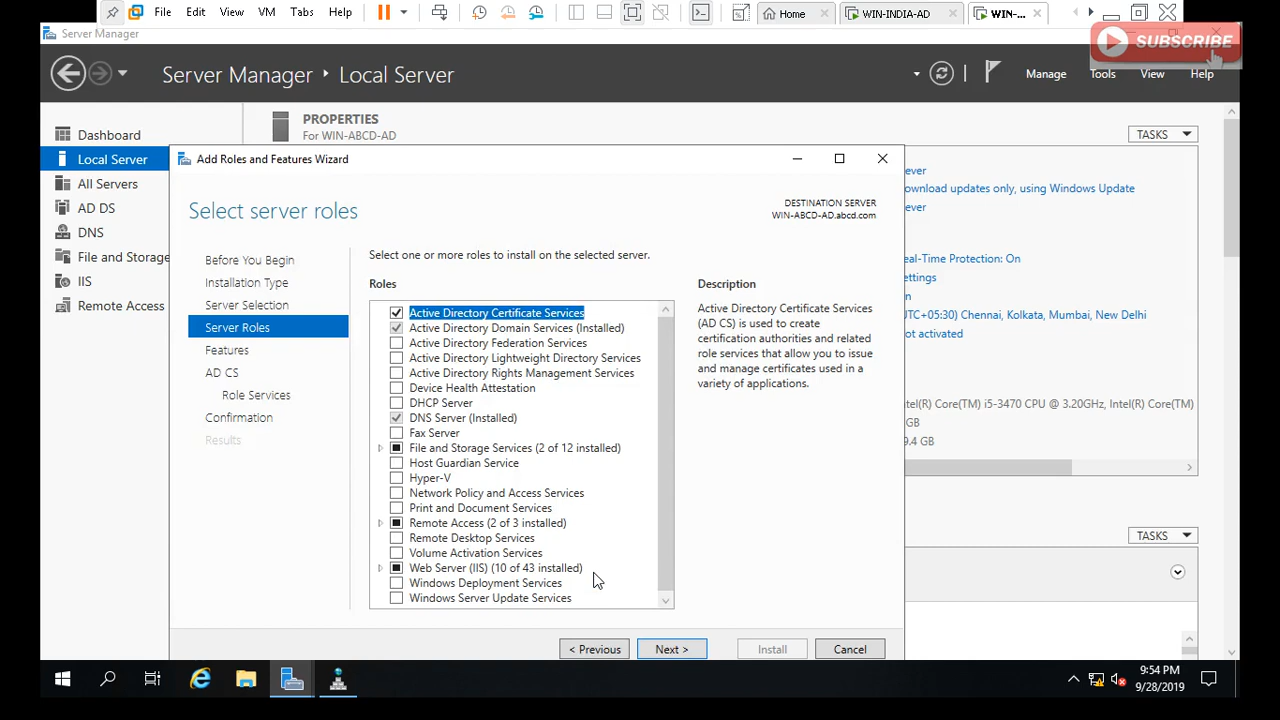 File Edit View VM Tabs Help Home WIN-INDIA-AD WIN-...
Server Manager
SUBSCRIBE
Server Manager Local Server
Manage Tools View Help
Dashboard
Local Server
All Servers
AD DS
DNS
File and Storage
IIS
Remote Access
PROPERTIES
For WIN-ABCD-AD
TASKS
Add Roles and Features Wizard
Select server roles
DESTINATION SERVER
WIN-ABCD-AD.abcd.com
Before You Begin
Installation Type
Server Selection
Server Roles
Features
AD CS
Role Services
Confirmation
Results
Select one or more roles to install on the selected server.
Roles
Active Directory Certificate Services
Active Directory Domain Services (Installed)
Active Directory Federation Services
Active Directory Lightweight Directory Services
Active Directory Rights Management Services
Device Health Attestation
DHCP Server
DNS Server (Installed)
Fax Server
File and Storage Services (2 of 12 installed)
Host Guardian Service
Hyper-V
Network Policy and Access Services
Print and Document Services
Remote Access (2 of 3 installed)
Remote Desktop Services
Volume Activation Services
Web Server (IIS) (10 of 43 installed)
Windows Deployment Services
Windows Server Update Services
Description
Active Directory Certificate Services
(AD CS) is used to create
certification authorities and related
role services that allow you to issue
and manage certificates used in a
variety of applications.
< Previous Next > Install Cancel
ever
ownload updates only, using Windows Update
ever
eal-Time Protection: On
ettings
n
UTC+05:30) Chennai, Kolkata, Mumbai, New Delhi
ot activated
ntel(R) Core(TM) i5-3470 CPU @ 3.20GHz, Intel(R) Core(TM)
GB
9.4 GB
TASKS
9:54 PM
9/28/2019